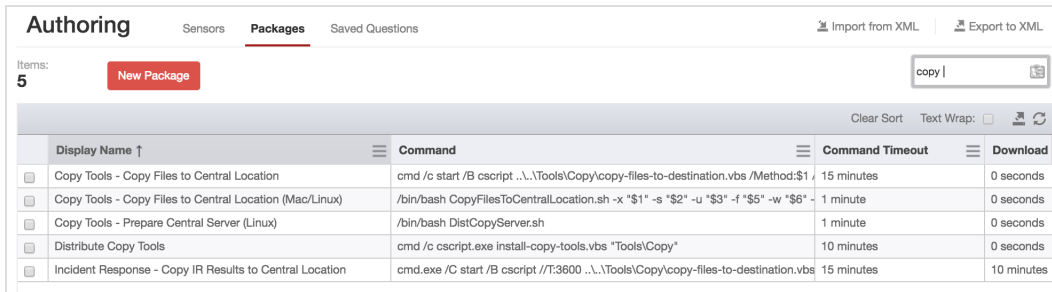 Authoring Sensors Packages Saved Questions Import from XML Export to XML
Items:
5 New Package copy
Clear Sort Text Wrap:
Display Name ↑ Command Command Timeout Download
Copy Tools - Copy Files to Central Location cmd /c start /B cscript ..\..\Tools\Copy\copy-files-to-destination.vbs /Method:$1 / 15 minutes 0 seconds
Copy Tools - Copy Files to Central Location (Mac/Linux) /bin/bash CopyFilesToCentralLocation.sh -x "$1" -s "$2" -u "$3" -f "$5" -w "$6" - 1 minute 0 seconds
Copy Tools - Prepare Central Server (Linux) /bin/bash DistCopyServer.sh 1 minute 0 seconds
Distribute Copy Tools cmd /c cscript.exe install-copy-tools.vbs "Tools\Copy" 10 minutes 0 seconds
Incident Response - Copy IR Results to Central Location cmd.exe /C start /B cscript //T:3600 ..\..\Tools\Copy\copy-files-to-destination.vbs 15 minutes 10 minutes